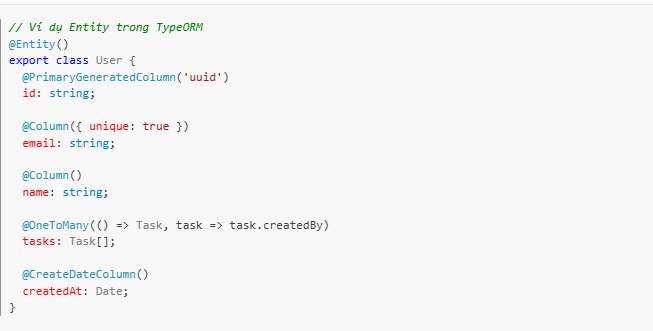 // Ví dụ Entity trong TypeORM
@Entity()
export class User {
  @PrimaryGeneratedColumn('uuid')
  id: string;

  @Column({ unique: true })
  email: string;

  @Column()
  name: string;

  @OneToMany(() => Task, task => task.createdBy)
  tasks: Task[];

  @CreateDateColumn()
  createdAt: Date;
}